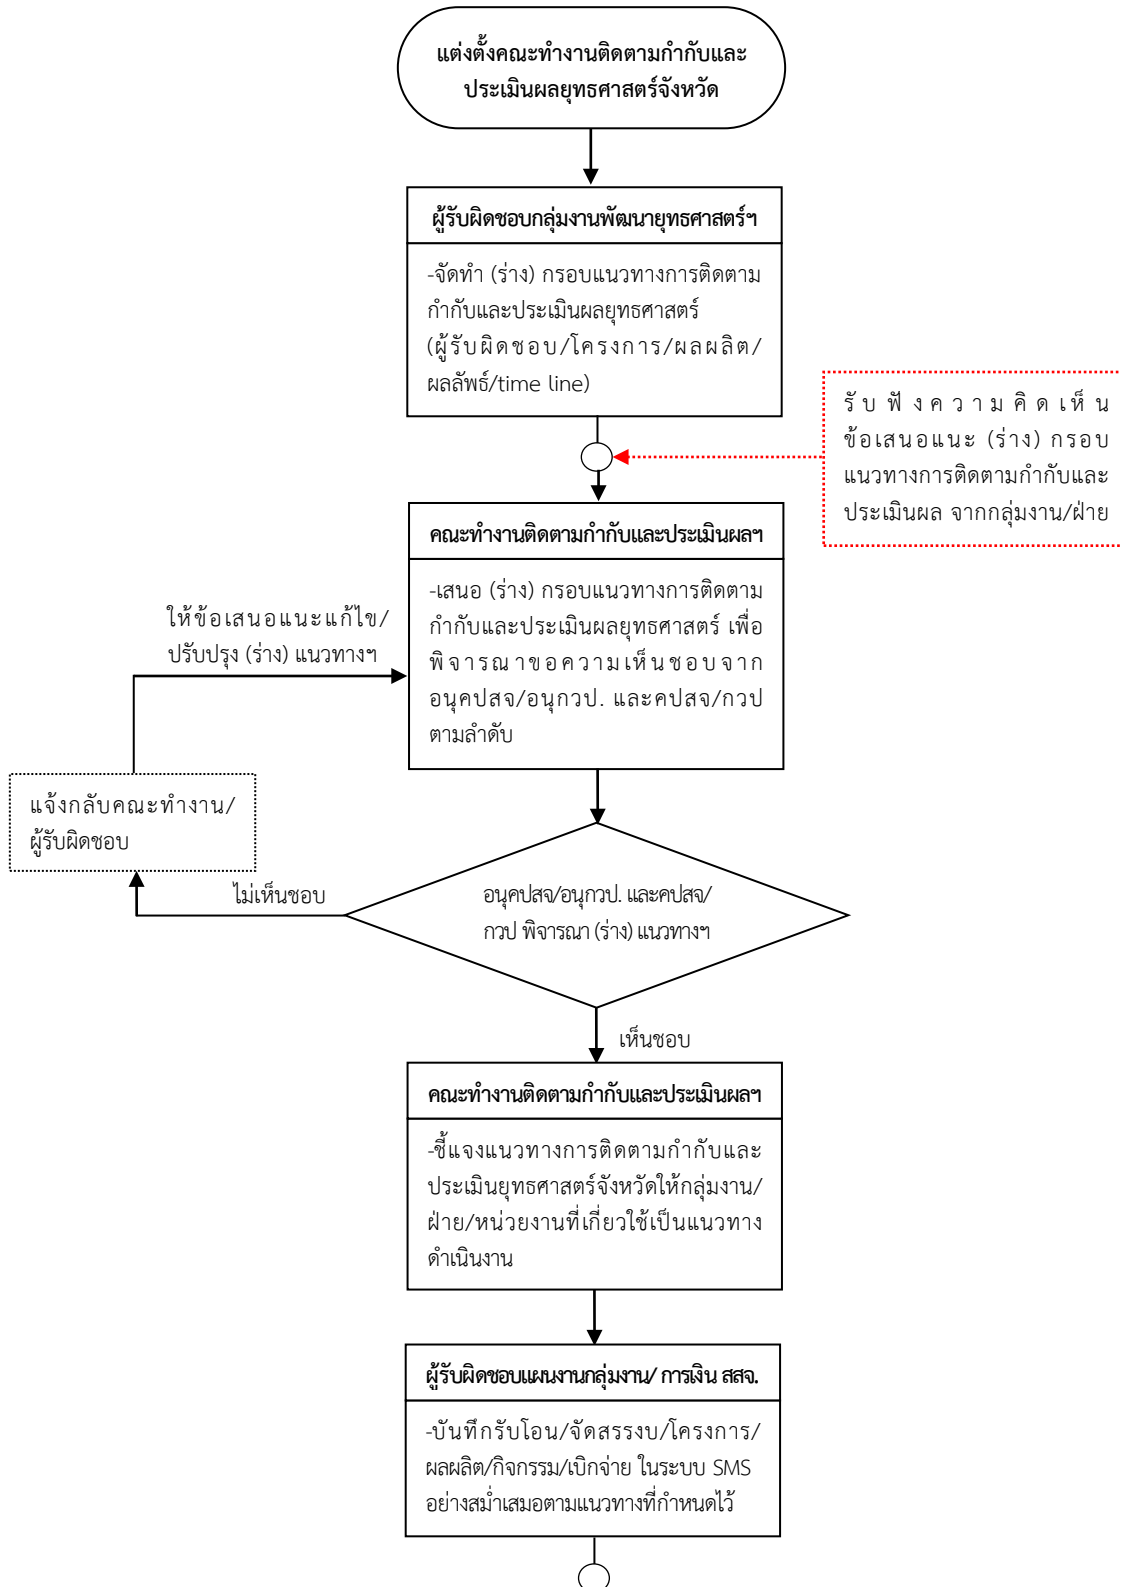 แต่งตั้งคณะทำงานติดตามกำกับและ
ประเมินผลยุทธศาสตร์จังหวัด
ผู้รับผิดชอบกลุ่มงานพัฒนายุทธศาสตร์ฯ
-จัดทำ (ร่าง) กรอบแนวทางการติดตาม
กำกับและประเมินผลยุทธศาสตร์
(ผู้รับผิดชอบ/โครงการ/ผลผลิต/
ผลลัพธ์/time line)
รับฟังความคิดเห็น
ข้อเสนอแนะ (ร่าง) กรอบ
แนวทางการติดตามกำกับและ
ประเมินผล จากกลุ่มงาน/ฝ่าย
คณะทำงานติดตามกำกับและประเมินผลฯ
-เสนอ (ร่าง) กรอบแนวทางการติดตาม
กำกับและประเมินผลยุทธศาสตร์ เพื่อ
พิจารณาขอความเห็นชอบจาก
อนุคปสจ/อนุกวป. และคปสจ/กวป
ตามลำดับ
ให้ข้อเสนอแนะแก้ไข/
ปรับปรุง (ร่าง) แนวทางฯ
แจ้งกลับคณะทำงาน/
ผู้รับผิดชอบ
ไม่เห็นชอบ
อนุคปสจ/อนุกวป. และคปสจ/
กวป พิจารณา (ร่าง) แนวทางฯ
เห็นชอบ
คณะทำงานติดตามกำกับและประเมินผลฯ
-ชี้แจงแนวทางการติดตามกำกับและ
ประเมินยุทธศาสตร์จังหวัดให้กลุ่มงาน/
ฝ่าย/หน่วยงานที่เกี่ยวใช้เป็นแนวทาง
ดำเนินงาน
ผู้รับผิดชอบแผนงานกลุ่มงาน/ การเงิน สสจ.
-บันทึกรับโอน/จัดสรรงบ/โครงการ/
ผลผลิต/กิจกรรม/เบิกจ่าย ในระบบ SMS
อย่างสม่ำเสมอตามแนวทางที่กำหนดไว้